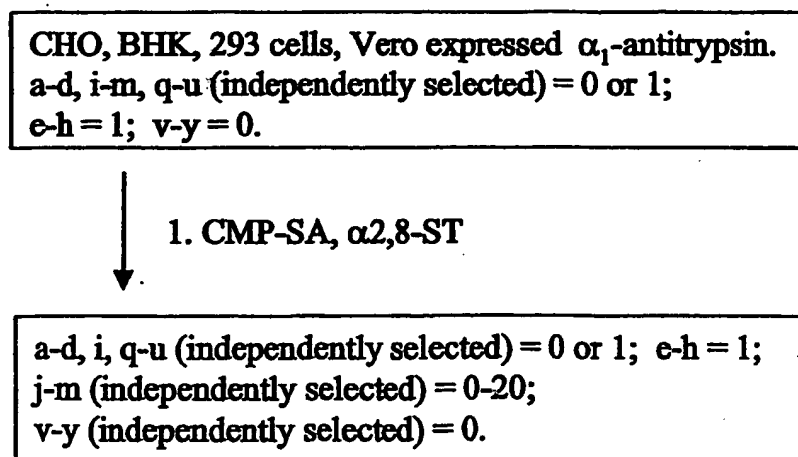 CHO, BHK, 293 cells, Vero expressed α₁-antitrypsin.
a-d, i-m, q-u (independently selected) = 0 or 1;
e-h = 1; v-y = 0.
1. CMP-SA, α2,8-ST
a-d, i, q-u (independently selected) = 0 or 1; e-h = 1;
j-m (independently selected) = 0-20;
v-y (independently selected) = 0.